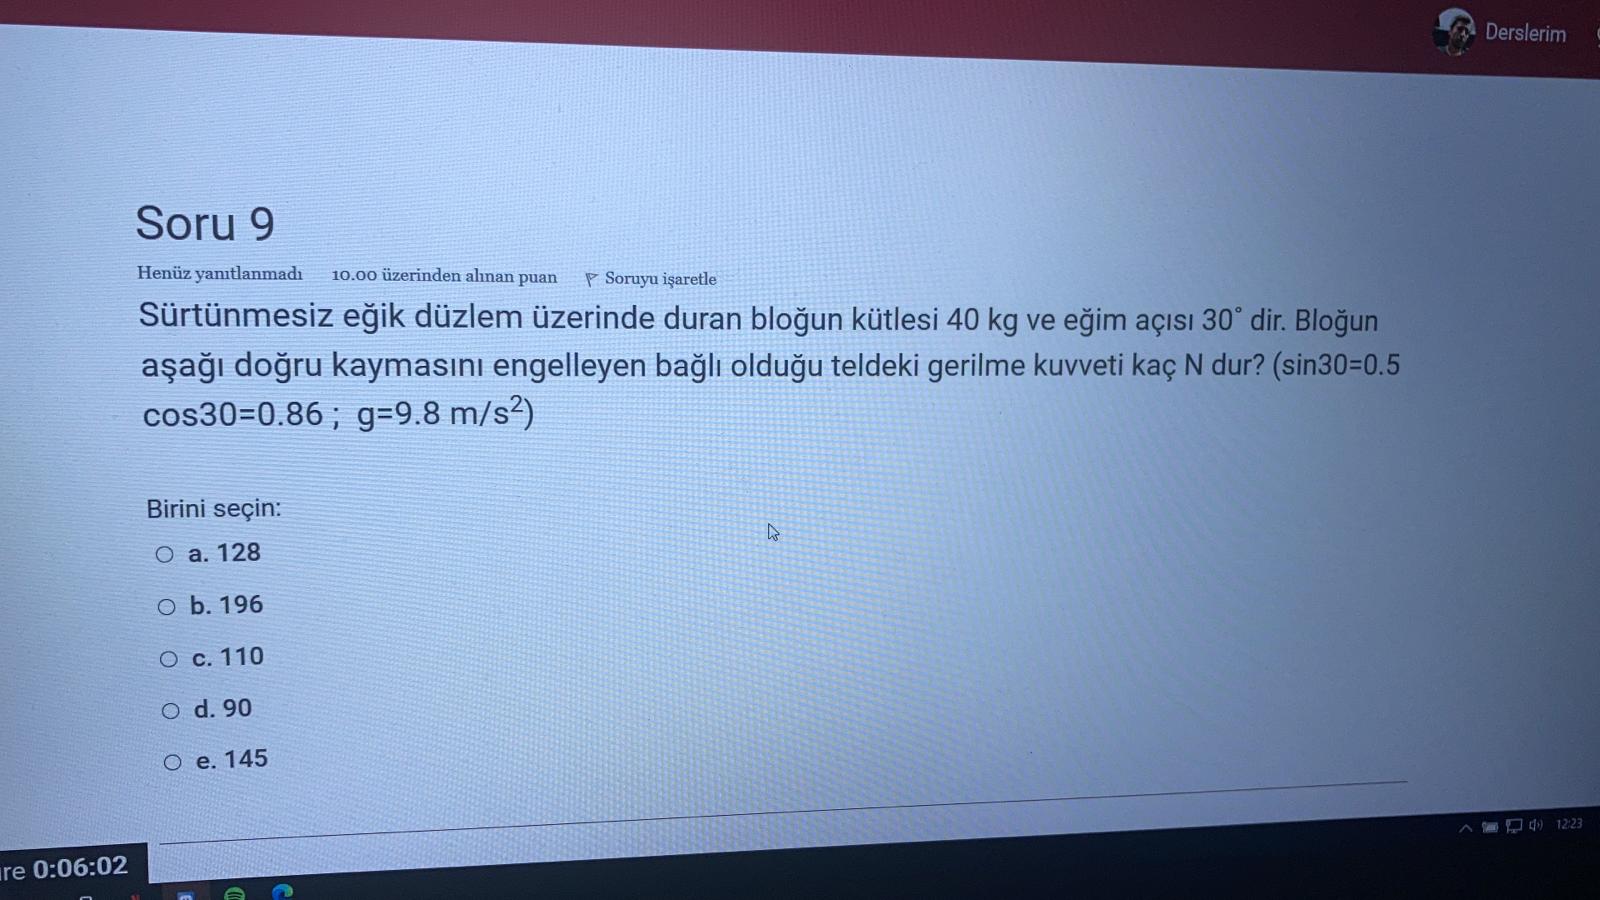 Derslerim
Soru 9
Henüz yanıtlanmadı 10.00 üzerinden alınan puan Soruyu işaretle
Sürtünmesiz eğik düzlem üzerinde duran bloğun kütlesi 40 kg ve eğim açısı 30° dir. Bloğun
aşağı doğru kaymasını engelleyen bağlı olduğu teldeki gerilme kuvveti kaç N dur? (sin30=0.5
cos30=0.86 ; g=9.8 m/s²)
Birini seçin:
a. 128
b. 196
c. 110
d. 90
e. 145
12:23
0:06:02